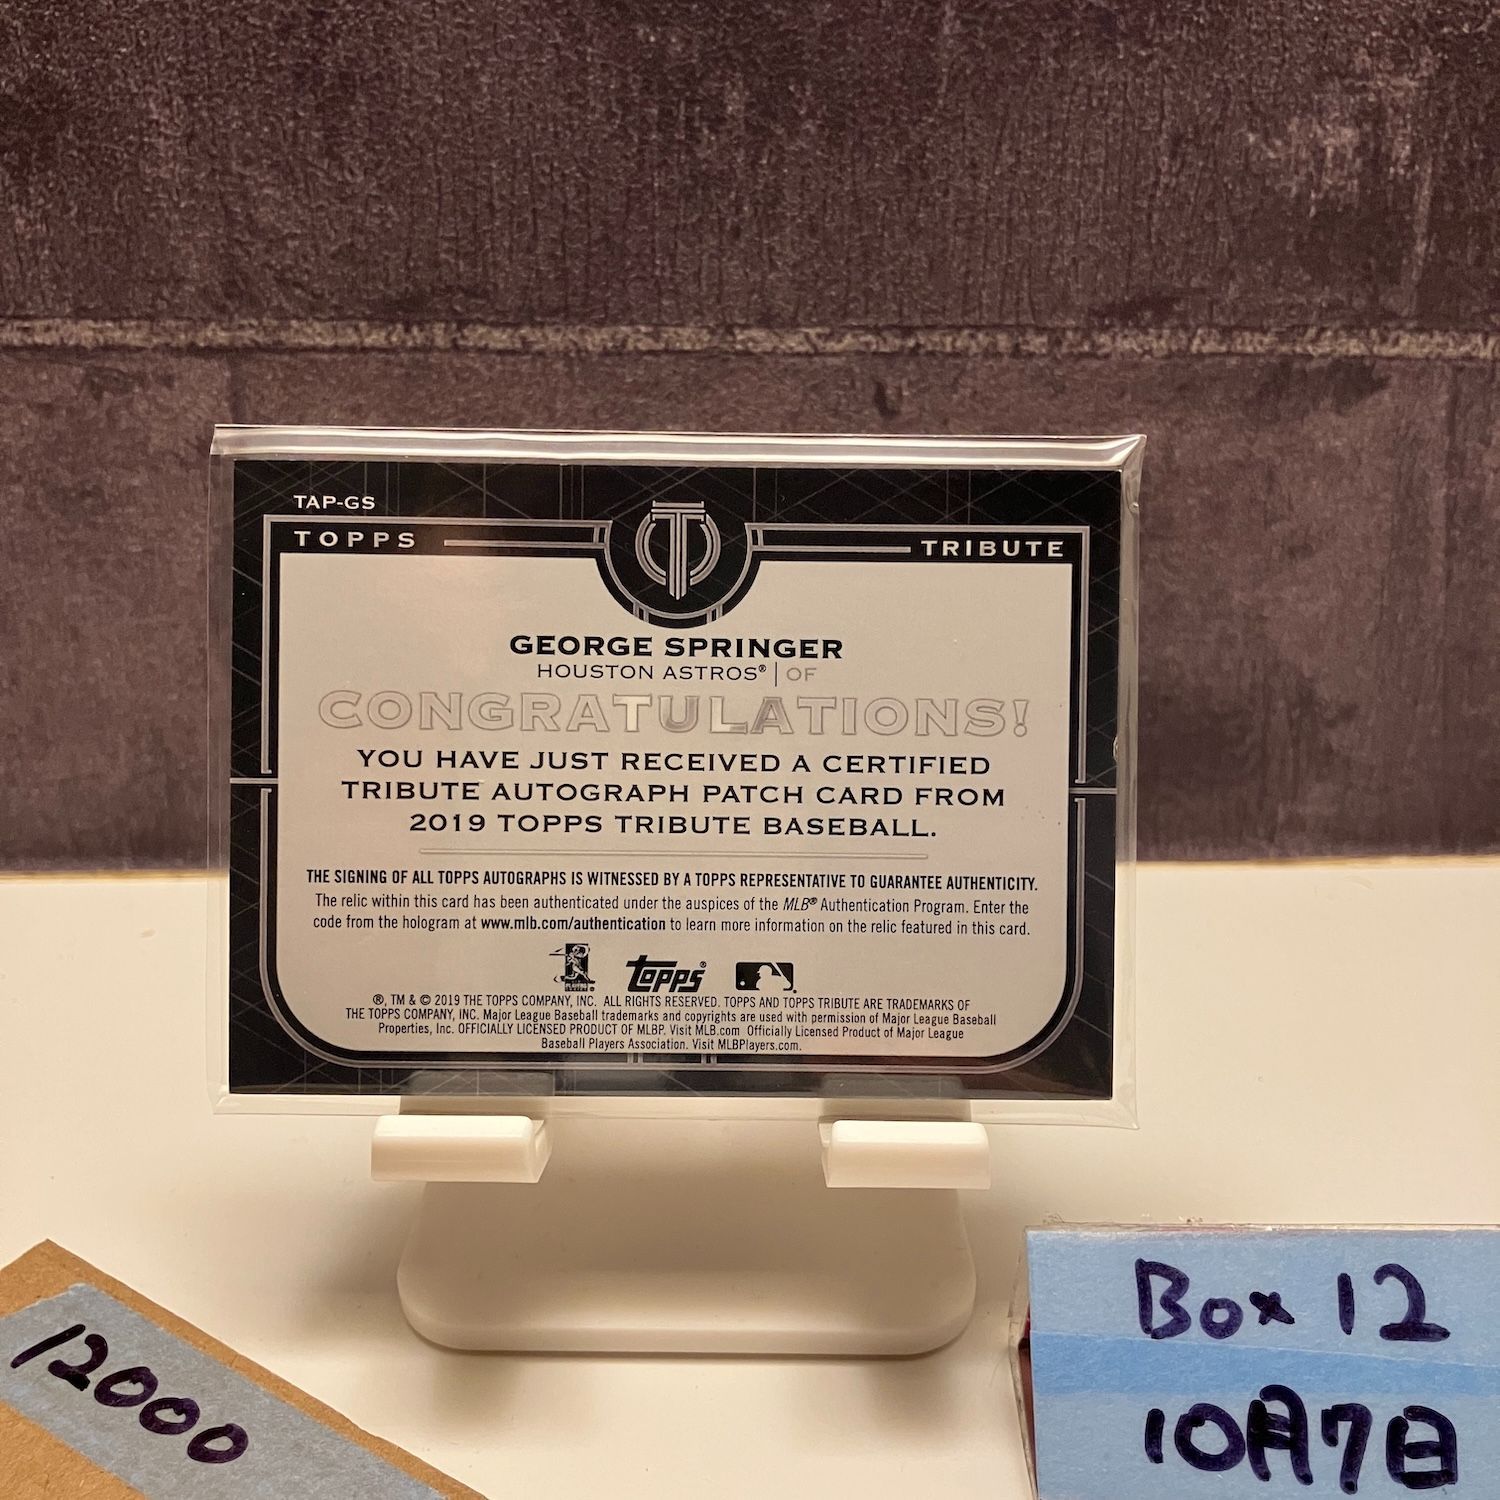 TAP-GS
TOPPS
TRIBUTE
GEORGE SPRINGER
HOUSTON ASTROS® | OF
CONGRATULATIONS!
YOU HAVE JUST RECEIVED A CERTIFIED
TRIBUTE AUTOGRAPH PATCH CARD FROM
2019 TOPPS TRIBUTE BASEBALL.
THE SIGNING OF ALL TOPPS AUTOGRAPHS IS WITNESSED BY A TOPPS REPRESENTATIVE TO GUARANTEE AUTHENTICITY.
The relic within this card has been authenticated under the auspices of the MLB® Authentication Program. Enter the
code from the hologram at www.mlb.com/authentication to learn more information on the relic featured in this card.
Topps®
®, TM & © 2019 THE TOPPS COMPANY, INC. ALL RIGHTS RESERVED. TOPPS AND TOPPS TRIBUTE ARE TRADEMARKS OF
THE TOPPS COMPANY, INC. Major League Baseball trademarks and copyrights are used with permission of Major League Baseball
Properties, Inc. OFFICIALLY LICENSED PRODUCT OF MLBP. Visit MLB.com Officially Licensed Product of Major League
Baseball Players Association. Visit MLBPlayers.com.
12000
Box 12
10月7日